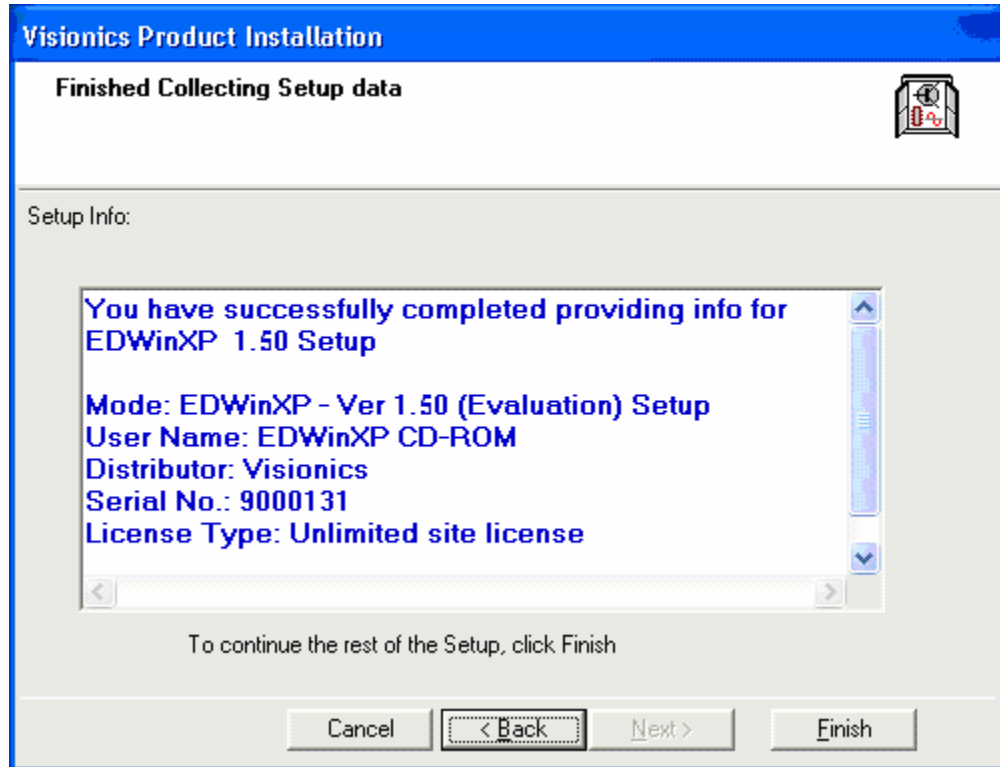 Visionics Product Installation
Finished Collecting Setup data
Setup Info:
You have successfully completed providing info for
EDWinXP  1.50 Setup
Mode: EDWinXP - Ver 1.50 (Evaluation) Setup
User Name: EDWinXP CD-ROM
Distributor: Visionics
Serial No.: 9000131
License Type: Unlimited site license
To continue the rest of the Setup, click Finish
Cancel
< Back
Next >
Finish